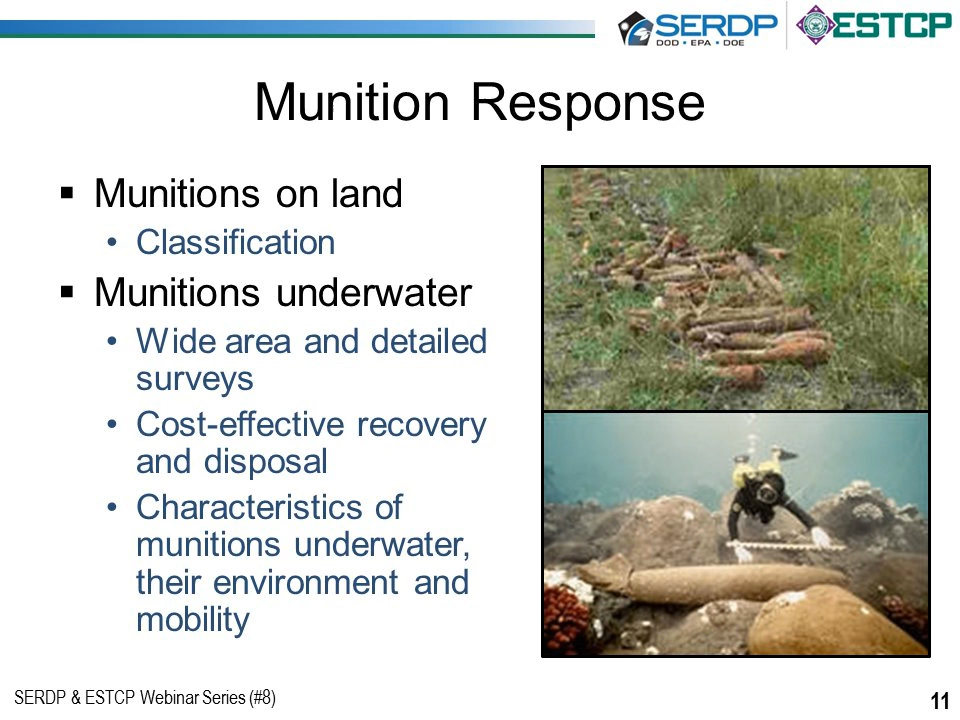 SERDP
DOD • EPA • DOE
ESTCP
Munition Response
▪ Munitions on land
• Classification
▪ Munitions underwater
• Wide area and detailed
surveys
• Cost-effective recovery
and disposal
• Characteristics of
munitions underwater,
their environment and
mobility
SERDP & ESTCP Webinar Series (#8)
11